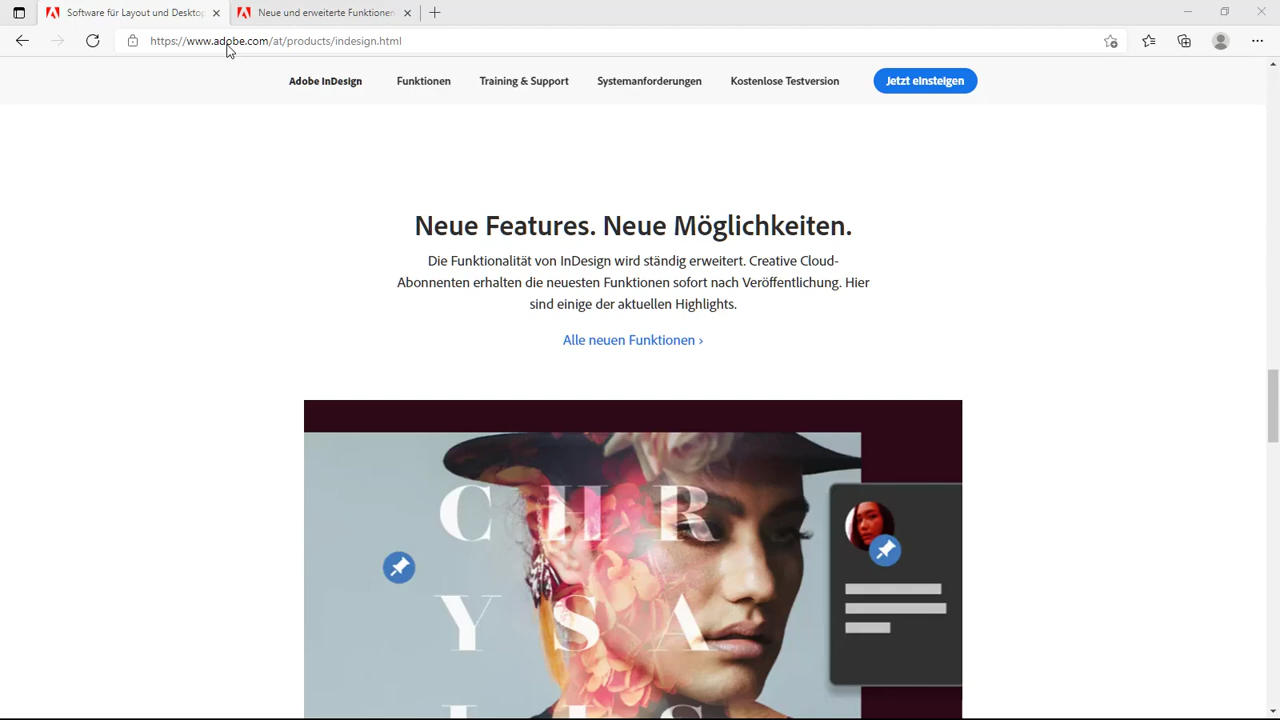 Software für Layout und Desktop
Neue und erweiterte Funktionen
https://www.adobe.com/at/products/indesign.html
Adobe InDesign
Funktionen
Training & Support
Systemanforderungen
Kostenlose Testversion
Jetzt einsteigen
Neue Features. Neue Möglichkeiten.
Die Funktionalität von InDesign wird ständig erweitert. Creative Cloud-
Abonnenten erhalten die neuesten Funktionen sofort nach Veröffentlichung. Hier
sind einige der aktuellen Highlights.
Alle neuen Funktionen ›
C H R
Y S A